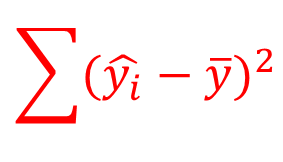 ∑(ŷᵢ − ȳ)²